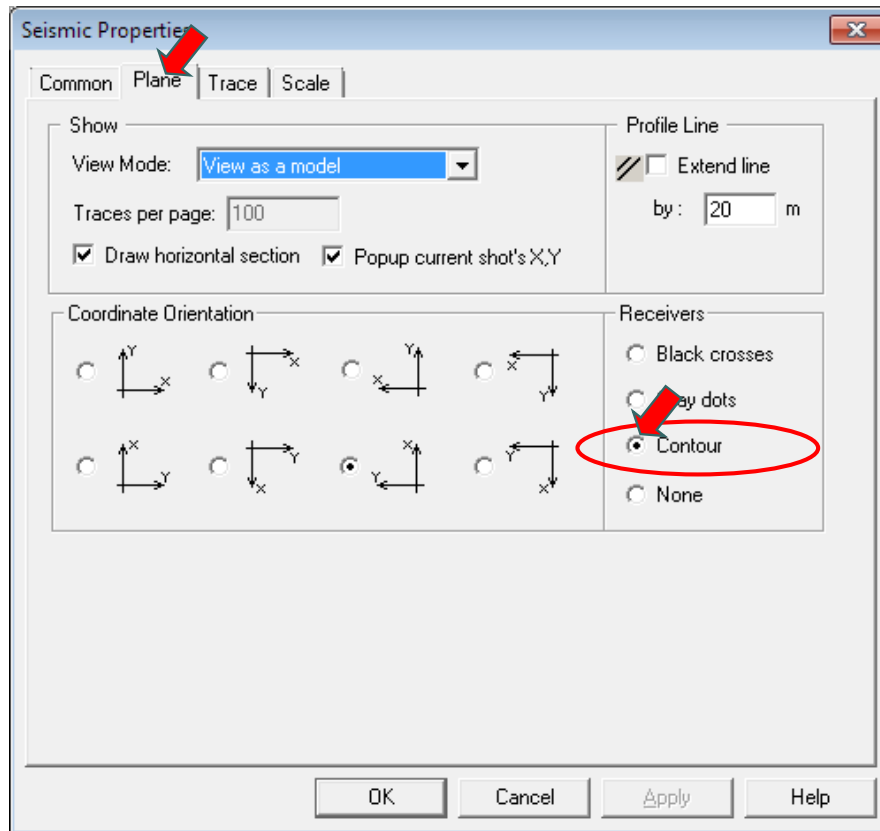 Seismic Properties
Common Plane Trace Scale
Show
View Mode: View as a model
Traces per page: 100
Draw horizontal section Popup current shot's X,Y
Profile Line
Extend line
by : 20 m
Coordinate Orientation
Y X X Y Y X X Y
X Y Y X X Y Y X
Receivers
Black crosses
dots
Contour
None
OK Cancel Apply Help